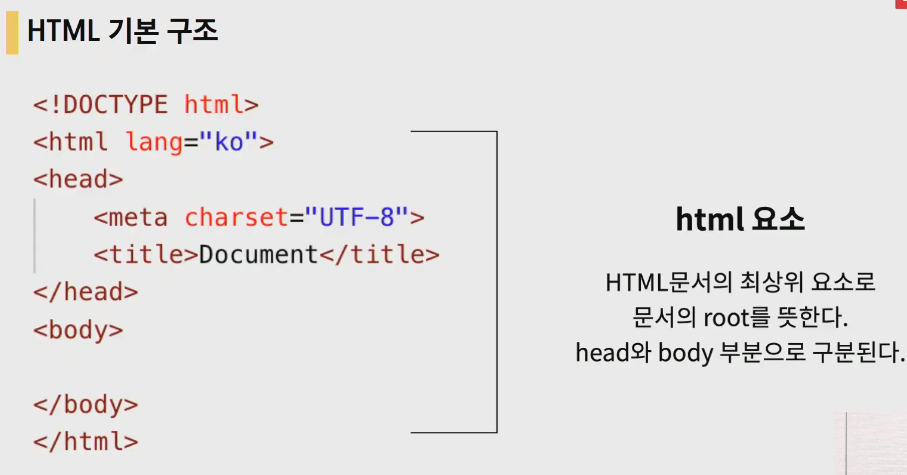 HTML 기본 구조
<!DOCTYPE html>
<html lang="ko">
<head>
    <meta charset="UTF-8">
    <title>Document</title>
</head>
<body>
</body>
</html>
html 요소
HTML문서의 최상위 요소로
문서의 root를 뜻한다.
head와 body 부분으로 구분된다.